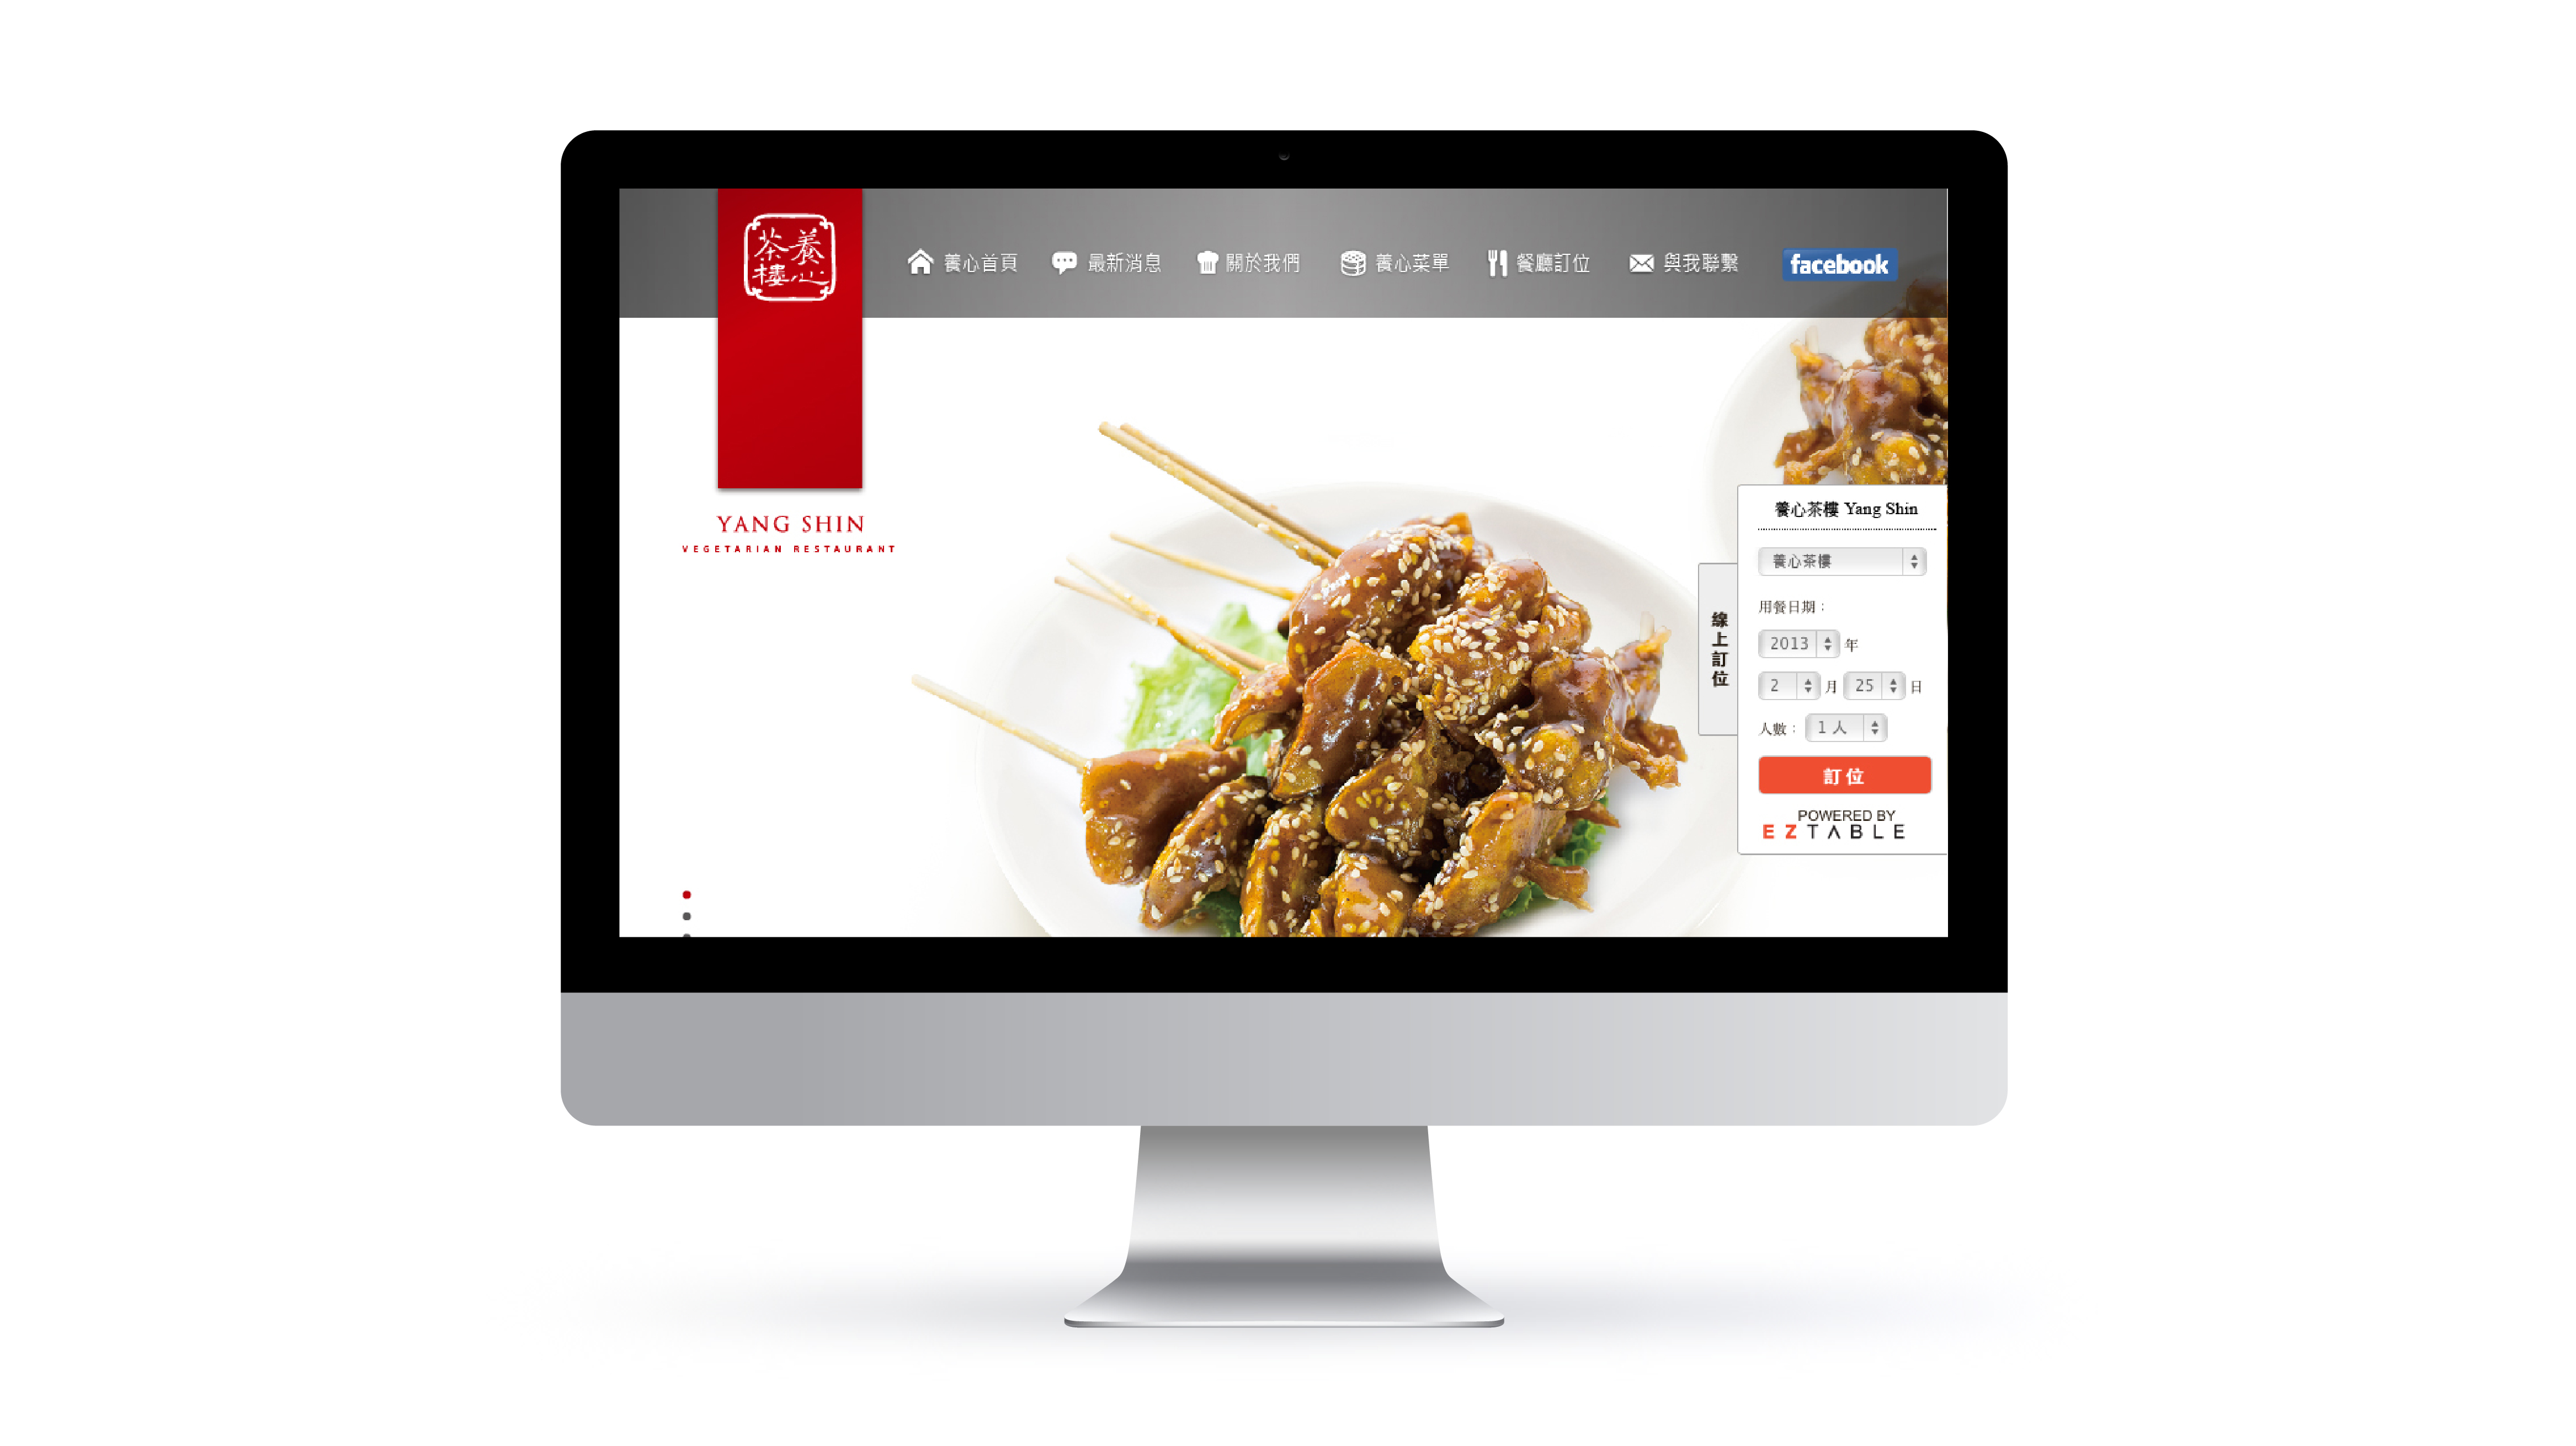 養心
茶樓
養心首頁
最新消息
關於我們
養心菜單
餐廳訂位
與我聯繫
facebook
YANG SHIN
VEGETARIAN RESTAURANT
線上訂位
養心茶樓 Yang Shin
養心茶樓
用餐日期：
2013 年
2 月 25 日
人數： 1 人
訂位
POWERED BY
EZTABLE